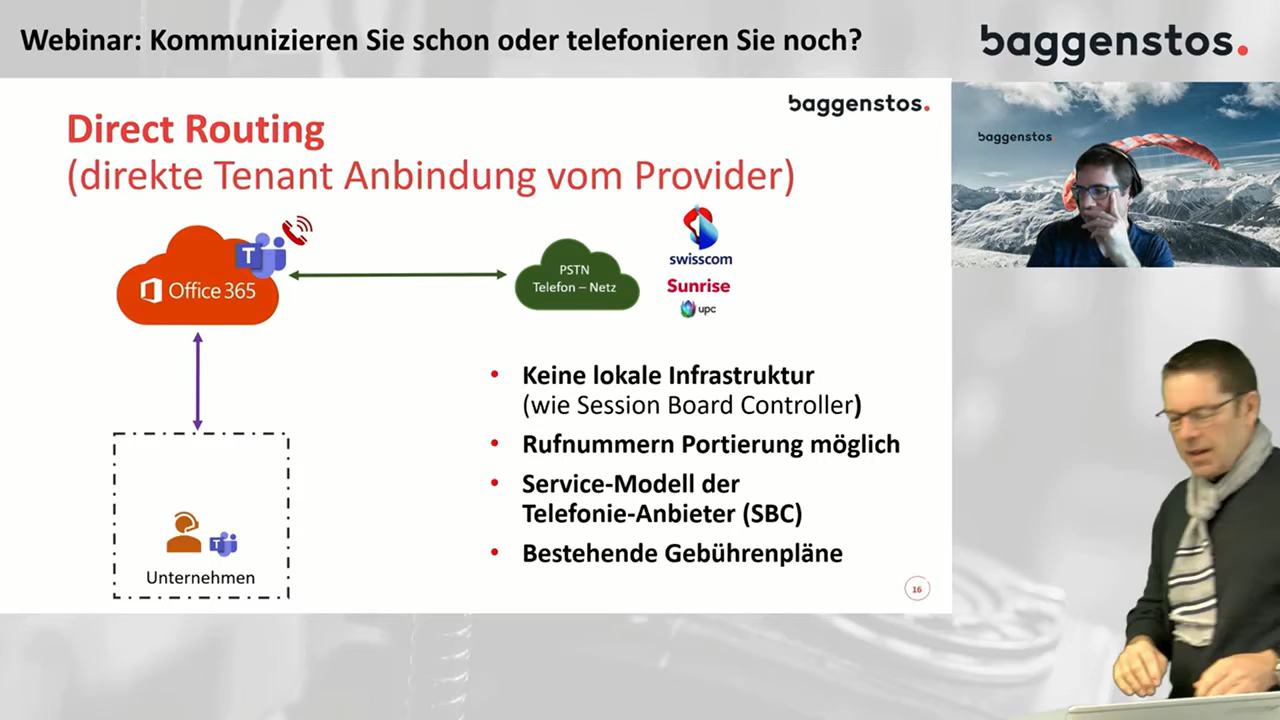 Webinar: Kommunizieren Sie schon oder telefonieren Sie noch?
baggenstos.
baggenstos.
Direct Routing
(direkte Tenant Anbindung vom Provider)
baggenstos.
T
Office 365
PSTN
Telefon – Netz
swisscom
Sunrise
upc
• Keine lokale Infrastruktur
(wie Session Board Controller)
• Rufnummern Portierung möglich
• Service-Modell der
Telefonie-Anbieter (SBC)
• Bestehende Gebührenpläne
Unternehmen
16